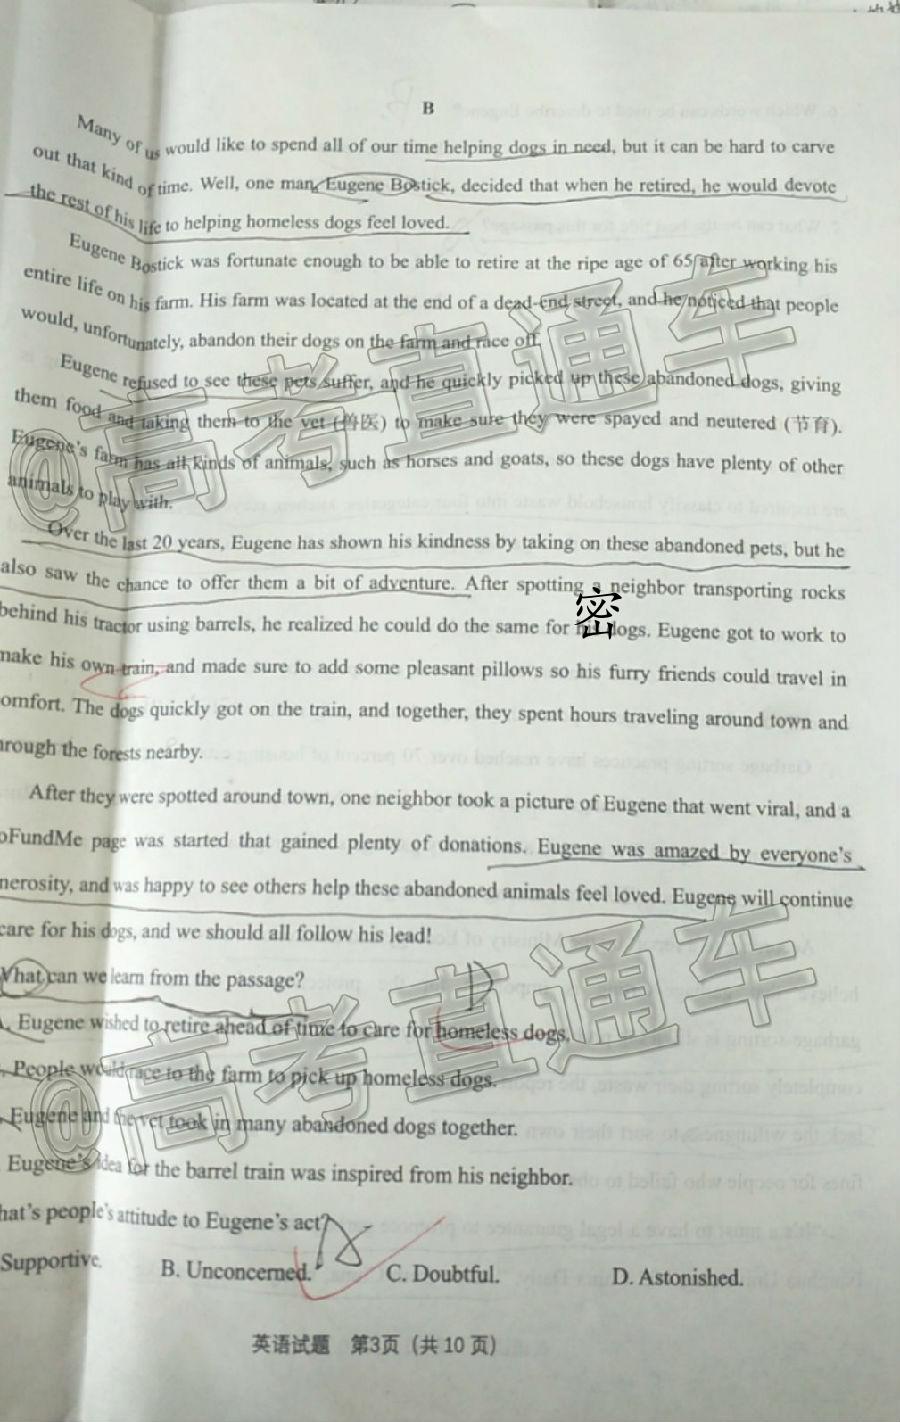 B
Many of us would like to spend all of our time helping dogs in need, but it can be hard to carve
out that kind of time. Well, one man, Eugene Bostick, decided that when he retired, he would devote
the rest of his life to helping homeless dogs feel loved.
Eugene Bostick was fortunate enough to be able to retire at the ripe age of 65 after working his
entire life on his farm. His farm was located at the end of a dead-end street, and he noticed that people
would, unfortunately, abandon their dogs on the farm and race off.
Eugene refused to see these pets suffer, and he quickly picked up these abandoned dogs, giving
them food and taking them to the vet (兽医) to make sure they were spayed and neutered (节育).
Eugene's farm has all kinds of animals, such as horses and goats, so these dogs have plenty of other
animals to play with.
Over the last 20 years, Eugene has shown his kindness by taking on these abandoned pets, but he
also saw the chance to offer them a bit of adventure. After spotting a neighbor transporting rocks
behind his tractor using barrels, he realized he could do the same for his dogs. Eugene got to work to
make his own train, and made sure to add some pleasant pillows so his furry friends could travel in
omfort. The dogs quickly got on the train, and together, they spent hours traveling around town and
hrough the forests nearby.
After they were spotted around town, one neighbor took a picture of Eugene that went viral, and a
oFundMe page was started that gained plenty of donations. Eugene was amazed by everyone's
nerosity, and was happy to see others help these abandoned animals feel loved. Eugene will continue
care for his dogs, and we should all follow his lead!
What can we learn from the passage?
D
Eugene wished to retire ahead of time to care for homeless dogs.
People would race to the farm to pick up homeless dogs.
Eugene and the vet took in many abandoned dogs together.
Eugene's idea for the barrel train was inspired from his neighbor.
hat's people's attitude to Eugene's act?
A
Supportive. B. Unconcerned. C. Doubtful. D. Astonished.
英语试题 第3页 (共 10 页)
密
@高考直通车
@高考直通车